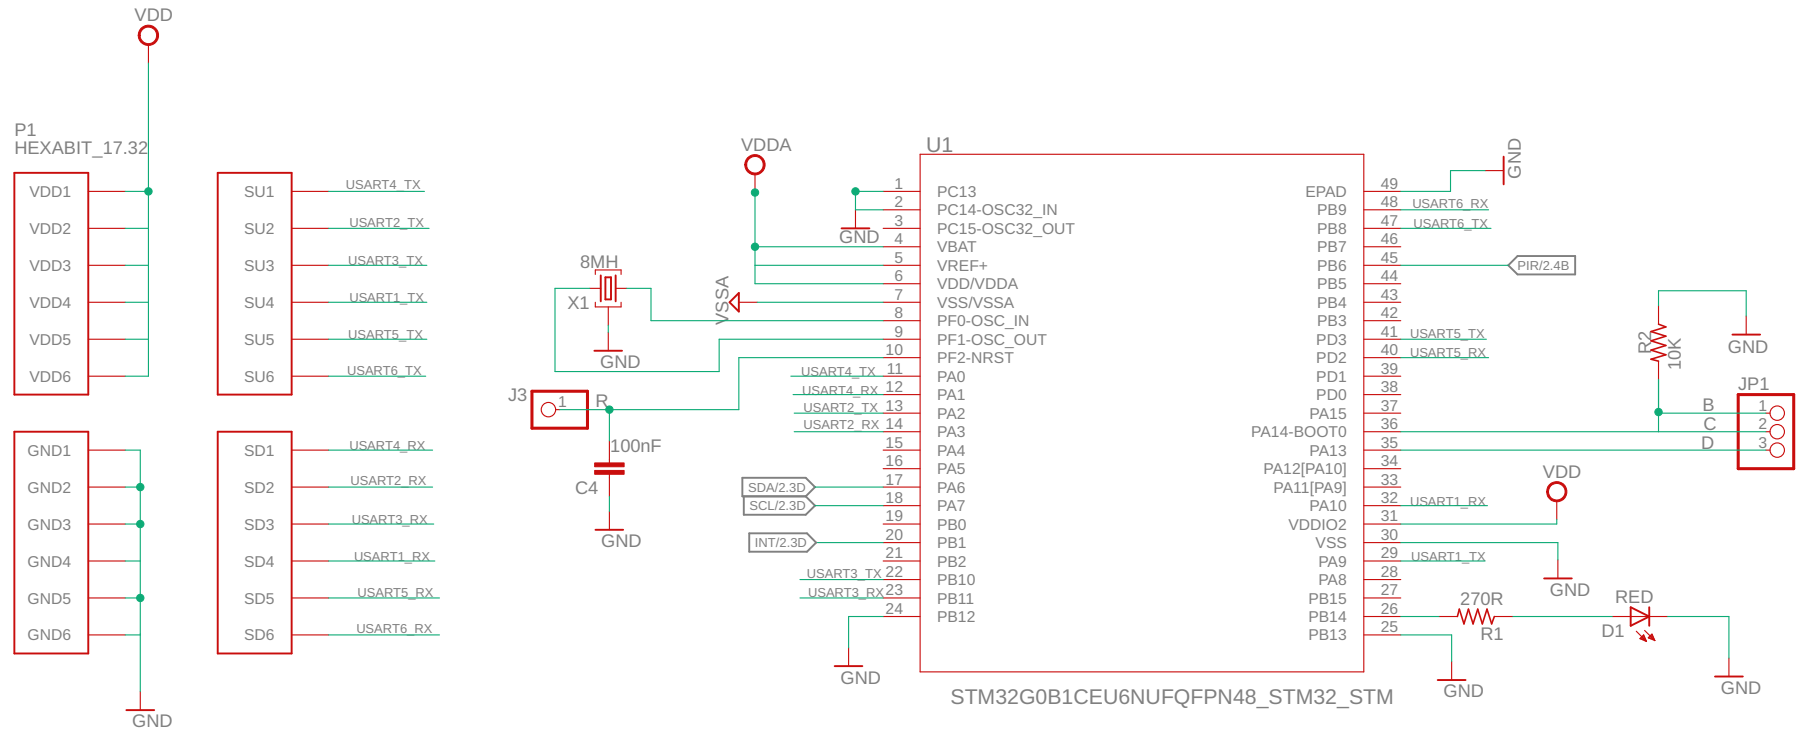 VDD
P1
HEXABIT_17.32
VDD1
VDD2
VDD3
VDD4
VDD5
VDD6
GND1
GND2
GND3
GND4
GND5
GND6
GND
SU1 USART4_TX
SU2 USART2_TX
SU3 USART3_TX
SU4 USART1_TX
SU5 USART5_TX
SU6 USART6_TX
SD1 USART4_RX
SD2 USART2_RX
SD3 USART3_RX
SD4 USART1_RX
SD5 USART5_RX
SD6 USART6_RX
VDDA
GND
8MH
X1
GND
VSSA
J3
1
R
100nF
C4
GND
SDA/2.3D
SCL/2.3D
INT/2.3D
GND
U1
1 PC13
2 PC14-OSC32_IN
3 PC15-OSC32_OUT
4 VBAT
5 VREF+
6 VDD/VDDA
7 VSS/VSSA
8 PF0-OSC_IN
9 PF1-OSC_OUT
10 PF2-NRST
USART4_TX 11 PA0
USART4_RX 12 PA1
USART2_TX 13 PA2
USART2_RX 14 PA3
15 PA4
16 PA5
17 PA6
18 PA7
19 PB0
20 PB1
21 PB2
USART3_TX 22 PB10
USART3_RX 23 PB11
24 PB12
EPAD 49
PB9 48 USART6_RX
PB8 47 USART6_TX
PB7 46
PB6 45
PB5 44
PB4 43
PB3 42
PD3 41 USART5_TX
PD2 40 USART5_RX
PD1 39
PD0 38
PA15 37
PA14-BOOT0 36
PA13 35
PA12[PA10] 34
PA11[PA9] 33
PA10 32 USART1_RX
VDDIO2 31
VSS 30
PA9 29 USART1_TX
PA8 28
PB15 27
PB14 26
PB13 25
STM32G0B1CEU6NUFQFPN48_STM32_STM
GND
PIR/2.4B
R2
10K
GND
JP1
B 1
C 2
D 3
VDD
GND
270R
R1
RED
D1
GND
GND